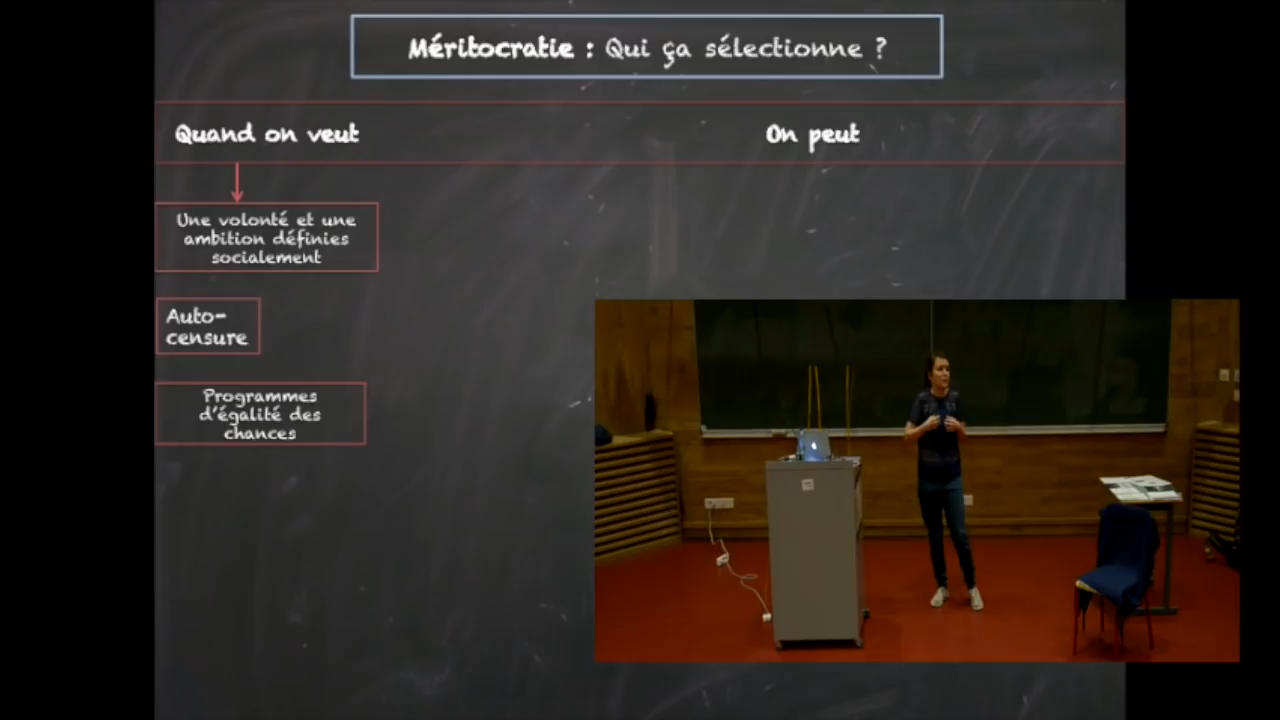 Méritocratie : Qui ça sélectionne ?
Quand on veut
On peut
Une volonté et une
ambition définies
socialement
Auto-
censure
Programmes
d'égalité des
chances